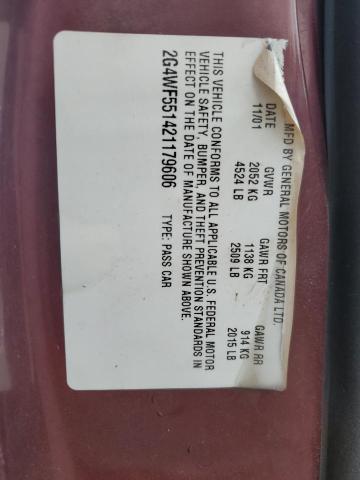 MFD BY GENERAL MOTORS OF CANADA LTD.
DATE GVWR GAWR FRT GAWR RR
11/01 2052 KG 1138 KG 914 KG
4524 LB 2509 LB 2015 LB
THIS VEHICLE CONFORMS TO ALL APPLICABLE U.S. FEDERAL MOTOR
VEHICLE SAFETY, BUMPER, AND THEFT PREVENTION STANDARDS IN
EFFECT ON THE DATE OF MANUFACTURE SHOWN ABOVE.
2G4WF551421179606 TYPE: PASS CAR